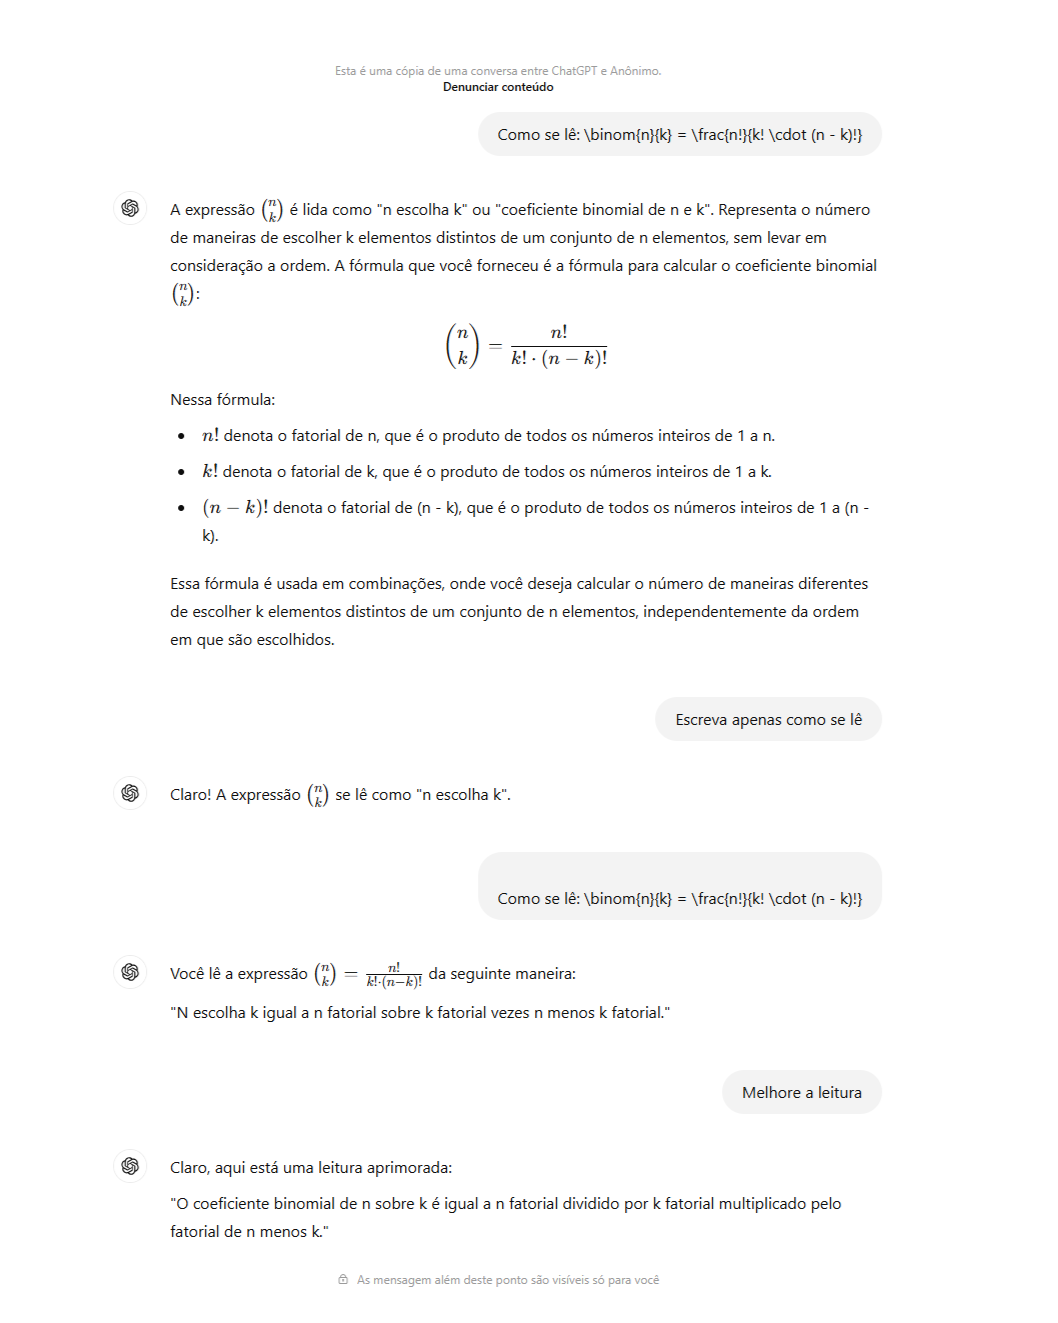 Esta é uma cópia de uma conversa entre ChatGPT e Anônimo.
Denunciar conteúdo
Como se lê: \binom{n}{k} = \frac{n!}{k! \cdot (n - k)!}
A expressão (n k) é lida como "n escolha k" ou "coeficiente binomial de n e k". Representa o número
de maneiras de escolher k elementos distintos de um conjunto de n elementos, sem levar em
consideração a ordem. A fórmula que você forneceu é a fórmula para calcular o coeficiente binomial
(n k):
(n k) = n! / k! · (n − k)!
Nessa fórmula:
• n! denota o fatorial de n, que é o produto de todos os números inteiros de 1 a n.
• k! denota o fatorial de k, que é o produto de todos os números inteiros de 1 a k.
• (n − k)! denota o fatorial de (n - k), que é o produto de todos os números inteiros de 1 a (n -
k).
Essa fórmula é usada em combinações, onde você deseja calcular o número de maneiras diferentes
de escolher k elementos distintos de um conjunto de n elementos, independentemente da ordem
em que são escolhidos.
Escreva apenas como se lê
Claro! A expressão (n k) se lê como "n escolha k".
Como se lê: \binom{n}{k} = \frac{n!}{k! \cdot (n - k)!}
Você lê a expressão (n k) = n! / k!·(n−k)! da seguinte maneira:
"N escolha k igual a n fatorial sobre k fatorial vezes n menos k fatorial."
Melhore a leitura
Claro, aqui está uma leitura aprimorada:
"O coeficiente binomial de n sobre k é igual a n fatorial dividido por k fatorial multiplicado pelo
fatorial de n menos k."
As mensagem além deste ponto são visíveis só para você